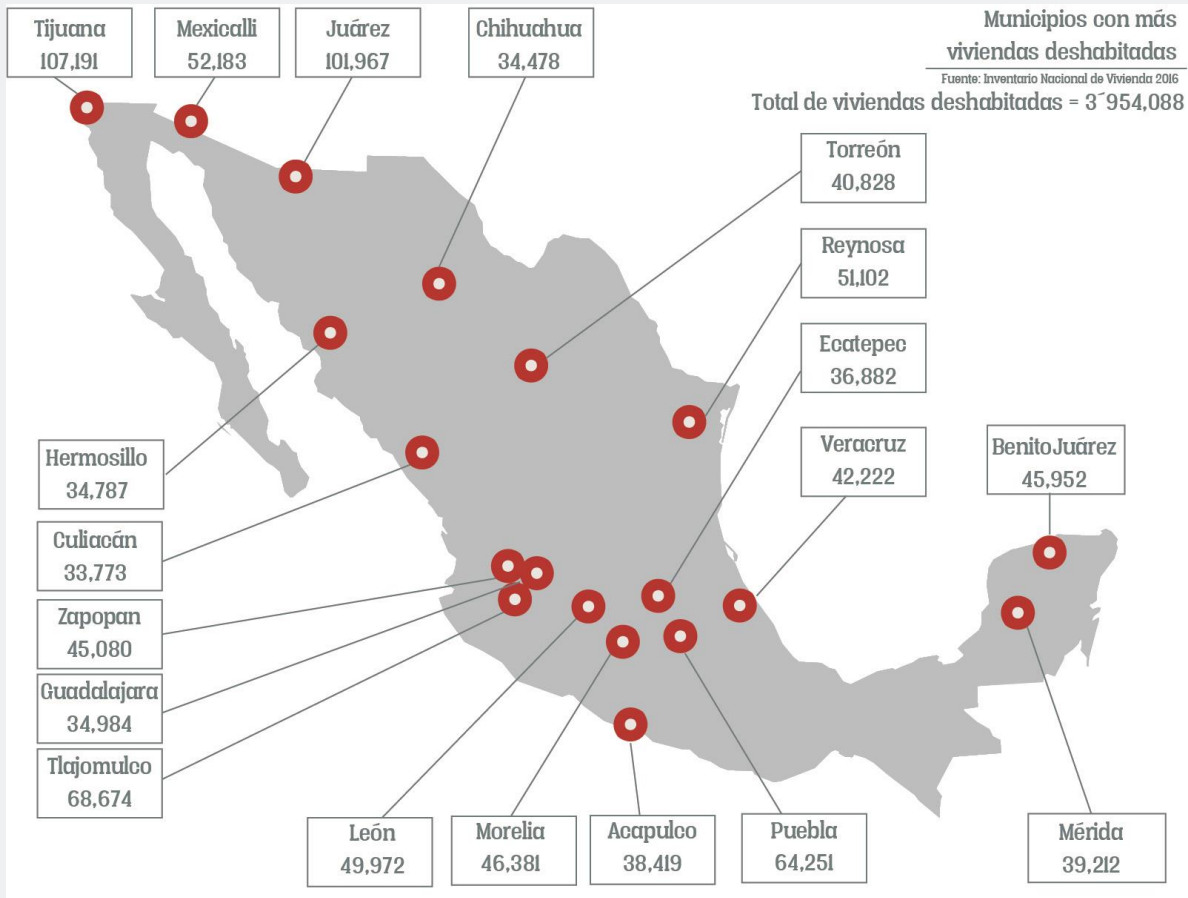 Tijuana
107,191
Mexicalli
52,183
Juárez
101,967
Chihuahua
34,478
Municipios con más
viviendas deshabitadas
Fuente: Inventario Nacional de Vivienda 2016
Total de viviendas deshabitadas = 3´954,088
Torreón
40,828
Reynosa
51,102
Ecatepec
36,882
Veracruz
42,222
Benito Juárez
45,952
Hermosillo
34,787
Culiacán
33,773
Zapopan
45,080
Guadalajara
34,984
Tlajomulco
68,674
León
49,972
Morelia
46,381
Acapulco
38,419
Puebla
64,251
Mérida
39,212